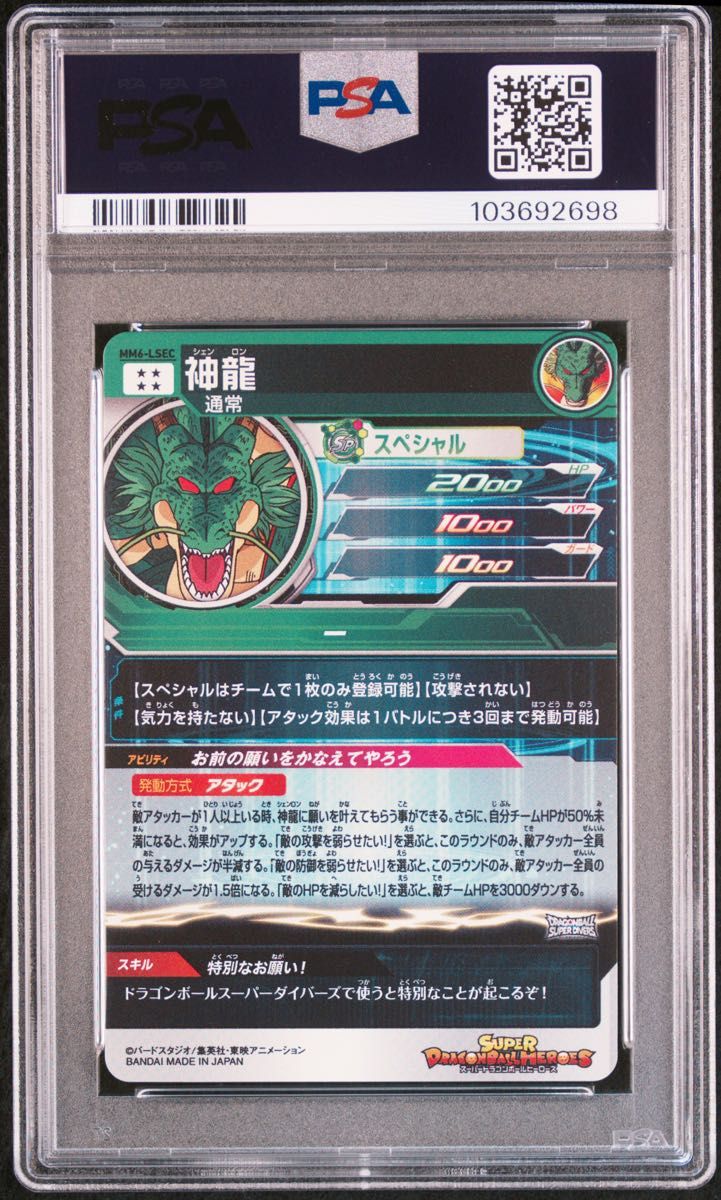 PSA
PSA
103692698
MM6-LSEC
シェン ロン
神龍
通常
SP スペシャル
HP
2000
パワー
1000
ガード
1000
ー
条件
【スペシャルはチームで1枚のみ登録可能】【攻撃されない】
【気力を持たない】【アタック効果は1バトルにつき3回まで発動可能】
アビリティ お前の願いをかなえてやろう
発動方式 アタック
敵アタッカーが1人以上いる時、神龍に願いを叶えてもらう事ができる。さらに、自分チームHPが50%未
満になると、効果がアップする。「敵の攻撃を弱らせたい!」を選ぶと、このラウンドのみ、敵アタッカー全員
の与えるダメージが半減する。「敵の防御を弱らせたい!」を選ぶと、このラウンドのみ、敵アタッカー全員の
受けるダメージが1.5倍になる。「敵のHPを減らしたい!」を選ぶと、敵チームHPを3000ダウンする。
DRAGONBALL
SUPER DIVERS
スキル 特別なお願い!
ドラゴンボールスーパーダイバーズで使うと特別なことが起こるぞ!
©バードスタジオ/集英社・東映アニメーション
BANDAI MADE IN JAPAN
SUPER
DRAGONBALL HEROES
スーパードラゴンボールヒーローズ
PSA